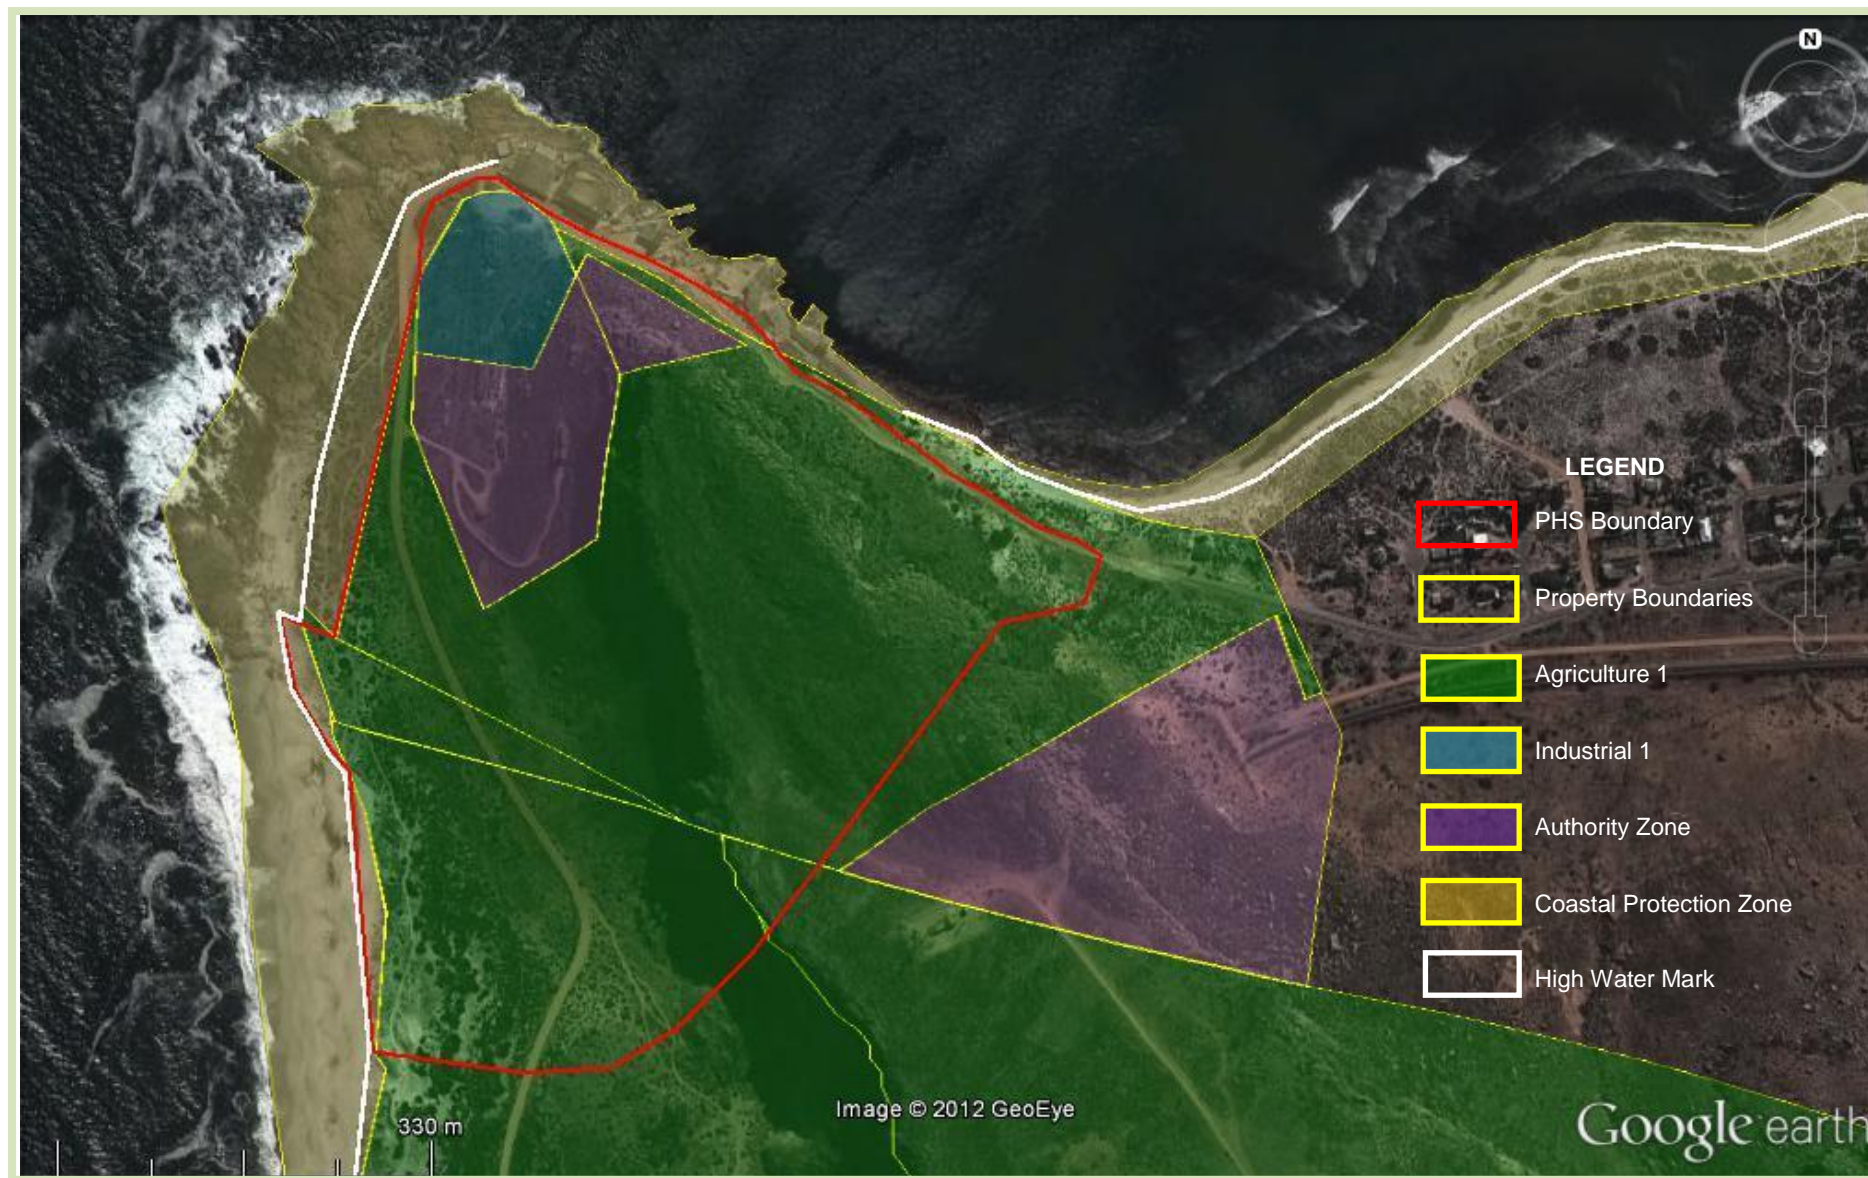 N
LEGEND
PHS Boundary
Property Boundaries
Agriculture 1
Industrial 1
Authority Zone
Coastal Protection Zone
High Water Mark
330 m
Image © 2012 GeoEye
Google earth